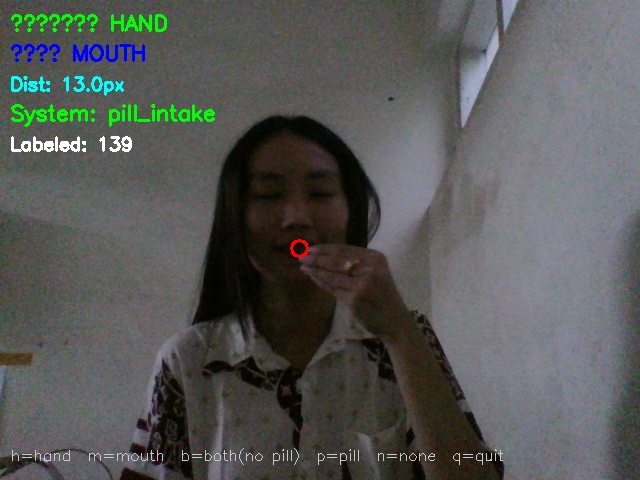 ??????? HAND
???? MOUTH
Dist: 13.0px
System: pill_intake
Labeled: 139
h=hand m=mouth b=both(no pill) p=pill n=none q=quit